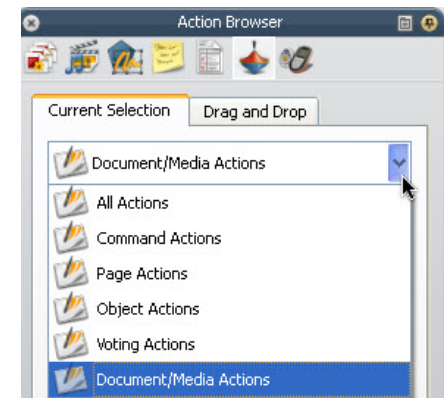 Action Browser
Current Selection Drag and Drop
Document/Media Actions
All Actions
Command Actions
Page Actions
Object Actions
Voting Actions
Document/Media Actions